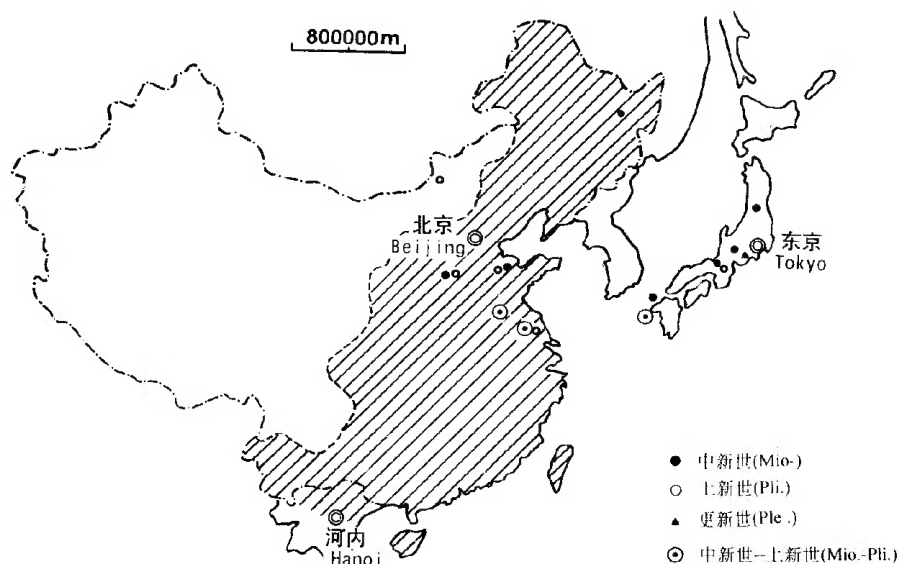 800000m
北京
Beijing
东京
Tokyo
河内
Hanoi
中新世(Mio-)
上新世(Pli.)
更新世(Ple.)
中新世--上新世(Mio.-Pli.)